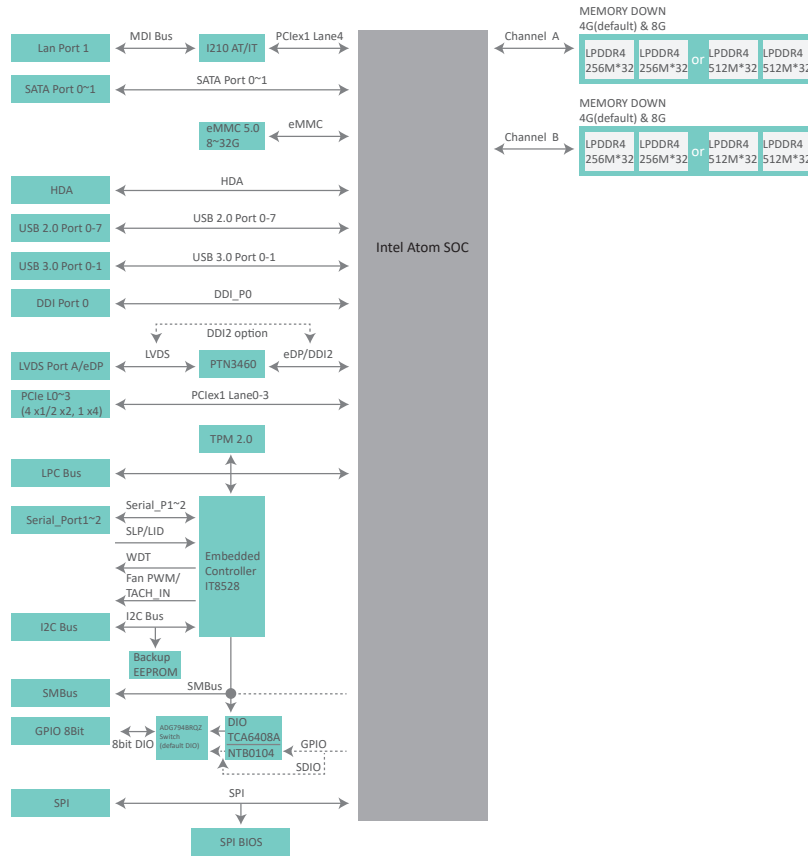 MEMORY DOWN
4G(default) & 8G
Channel A
LPDDR4 LPDDR4 or LPDDR4 LPDDR4
256M*32 256M*32 512M*32 512M*32
MEMORY DOWN
4G(default) & 8G
Channel B
LPDDR4 LPDDR4 or LPDDR4 LPDDR4
256M*32 256M*32 512M*32 512M*32
Intel Atom SOC
Lan Port 1
MDI Bus
I210 AT/IT
PCIex1 Lane4
SATA Port 0~1
SATA Port 0~1
eMMC 5.0
8~32G
eMMC
HDA
HDA
USB 2.0 Port 0-7
USB 2.0 Port 0-7
USB 3.0 Port 0-1
USB 3.0 Port 0-1
DDI Port 0
DDI_P0
DDI2 option
LVDS Port A/eDP
LVDS
PTN3460
eDP/DDI2
PCIe L0~3
(4 x1/2 x2, 1 x4)
PCIex1 Lane0-3
TPM 2.0
LPC Bus
Serial_Port1~2
Serial_P1~2
SLP/LID
WDT
Fan PWM/
TACH_IN
Embedded
Controller
IT8528
I2C Bus
I2C Bus
Backup
EEPROM
SMBus
SMBus
GPIO 8Bit
8bit DIO
ADG794BRQZ
Switch
(default DIO)
DIO
TCA6408A
NTB0104
GPIO
SDIO
SPI
SPI
SPI BIOS